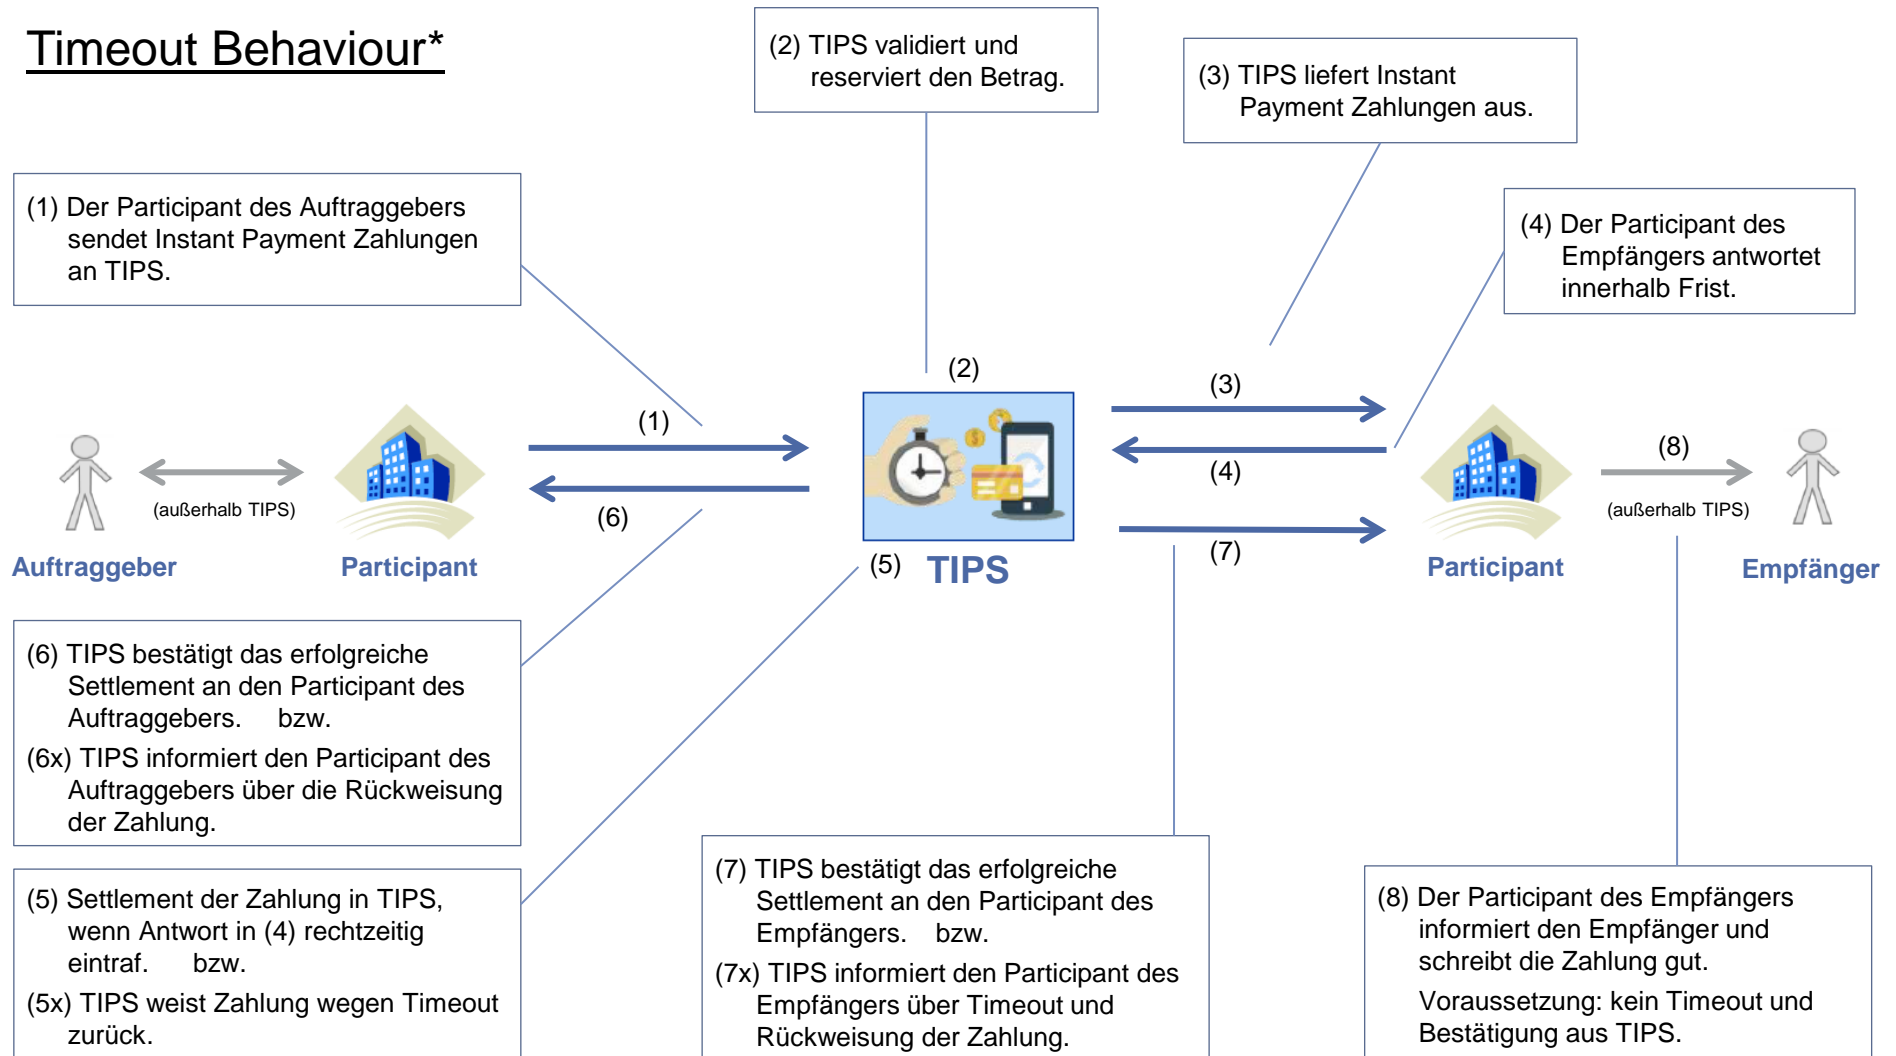 Timeout Behaviour*
(2) TIPS validiert und
reserviert den Betrag.
(3) TIPS liefert Instant
Payment Zahlungen aus.
(1) Der Participant des Auftraggebers
sendet Instant Payment Zahlungen
an TIPS.
(4) Der Participant des
Empfängers antwortet
innerhalb Frist.
(2)
(3)
(1)
(4)
(8)
(6)
(7)
(5)
(außerhalb TIPS)
(außerhalb TIPS)
Auftraggeber
Participant
TIPS
Participant
Empfänger
(6) TIPS bestätigt das erfolgreiche
Settlement an den Participant des
Auftraggebers. bzw.
(6x) TIPS informiert den Participant des
Auftraggebers über die Rückweisung
der Zahlung.
(5) Settlement der Zahlung in TIPS,
wenn Antwort in (4) rechtzeitig
eintraf. bzw.
(5x) TIPS weist Zahlung wegen Timeout
zurück.
(7) TIPS bestätigt das erfolgreiche
Settlement an den Participant des
Empfängers. bzw.
(7x) TIPS informiert den Participant des
Empfängers über Timeout und
Rückweisung der Zahlung.
(8) Der Participant des Empfängers
informiert den Empfänger und
schreibt die Zahlung gut.
Voraussetzung: kein Timeout und
Bestätigung aus TIPS.